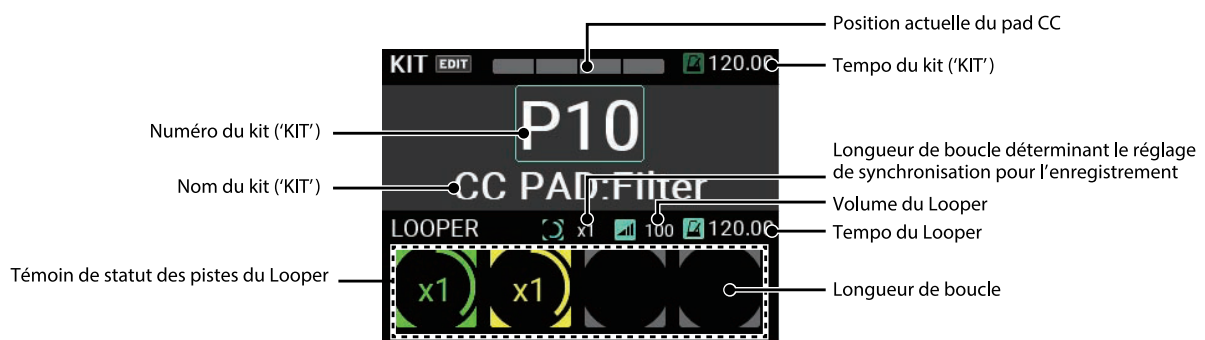 Position actuelle du pad CC
KIT EDIT 120.00
Tempo du kit (‘KIT’)
P10
Numéro du kit (‘KIT’)
CC PAD:Filter
Nom du kit (‘KIT’)
Longueur de boucle déterminant le réglage
de synchronisation pour l’enregistrement
Volume du Looper
LOOPER x1 100 120.00
Tempo du Looper
Témoin de statut des pistes du Looper
x1 x1
Longueur de boucle